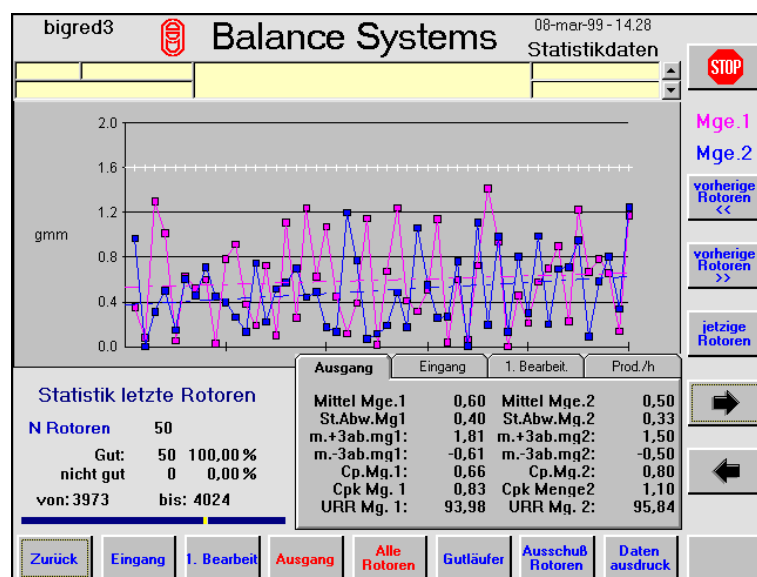 bigred3
Balance Systems
08-mar-99 - 14.28
Statistikdaten
STOP
Mge.1
Mge.2
vorherige
Rotoren
<<
vorherige
Rotoren
>>
jetzige
Rotoren
2.0
1.6
1.2
gmm
0.8
0.4
0.0
Ausgang
Eingang
1. Bearbeit.
Prod./h
Mittel Mge.1 0,60 Mittel Mge.2 0,50
St.Abw.Mg1 0,40 St.Abw.Mg.2 0,33
m.+3ab.mg1: 1,81 m.+3ab.mg2: 1,50
m.-3ab.mg1: -0,61 m.-3ab.mg2: -0,50
Cp.Mg.1: 0,66 Cp.Mg.2: 0,80
Cpk Mg. 1 0,83 Cpk Menge2 1,10
URR Mg. 1: 93,98 URR Mg. 2: 95,84
Statistik letzte Rotoren
N Rotoren 50
Gut: 50 100,00 %
nicht gut 0 0,00 %
von: 3973 bis: 4024
Zurück
Eingang
1. Bearbeit
Ausgang
Alle
Rotoren
Gutläufer
Ausschuß
Rotoren
Daten
ausdruck